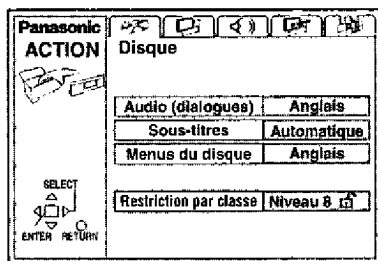 Panasonic
ACTION
Disque
Audio (dialogues) Anglais
Sous-titres Automatique
Menus du disque Anglais
Restriction par classe Niveau 8
SELECT
ENTER RETURN